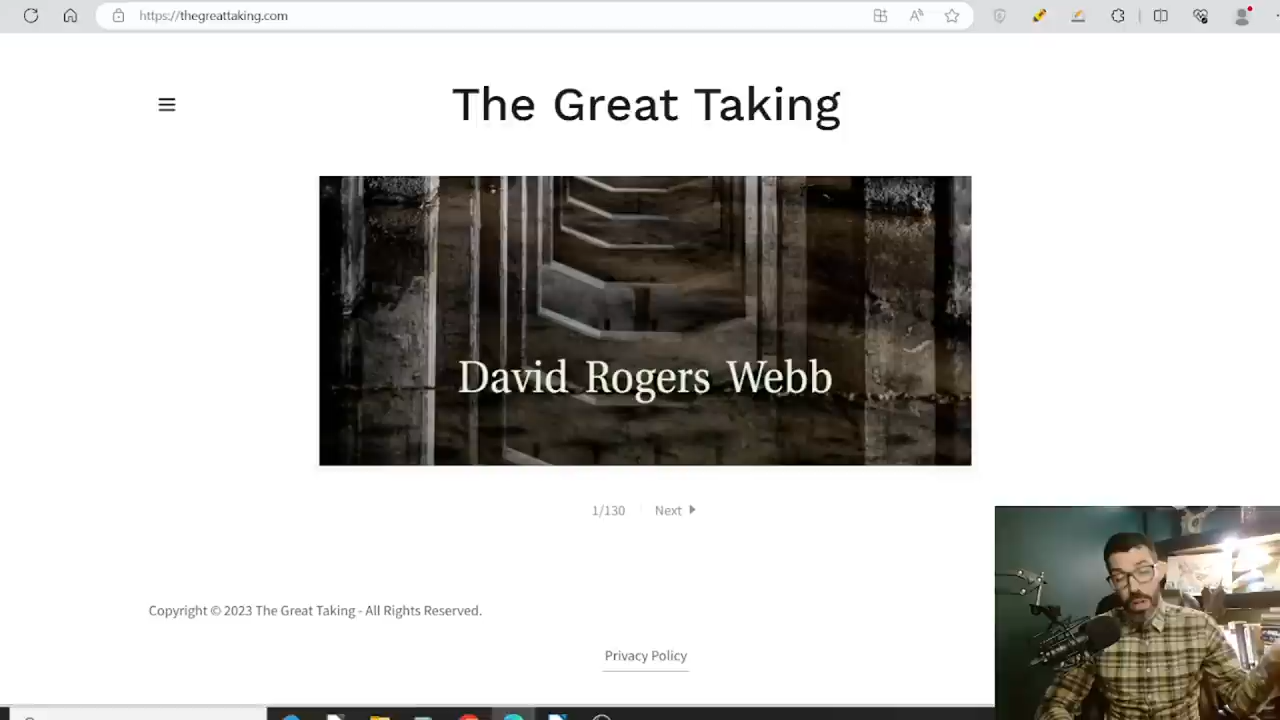 https://thegreattaking.com
The Great Taking
David Rogers Webb
1/130 Next
Copyright © 2023 The Great Taking - All Rights Reserved.
Privacy Policy